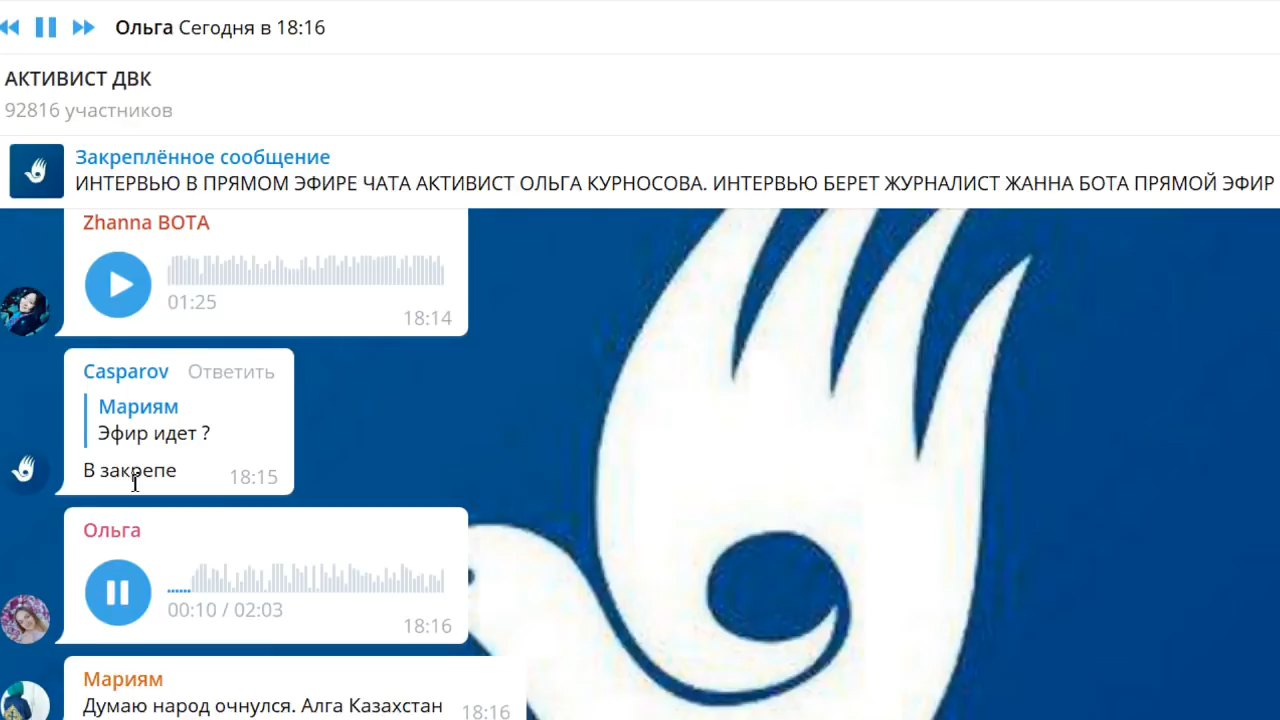 Ольга Сегодня в 18:16
АКТИВИСТ ДВК
92816 участников
Закреплённое сообщение
ИНТЕРВЬЮ В ПРЯМОМ ЭФИРЕ ЧАТА АКТИВИСТ ОЛЬГА КУРНОСОВА. ИНТЕРВЬЮ БЕРЕТ ЖУРНАЛИСТ ЖАННА БОТА ПРЯМОЙ ЭФИР
Zhanna BOTA
01:25
18:14
Casparov Ответить
Мариям
Эфир идет ?
В закрепе
18:15
Ольга
00:10 / 02:03
18:16
Мариям
Думаю народ очнулся. Алга Казахстан 18:16